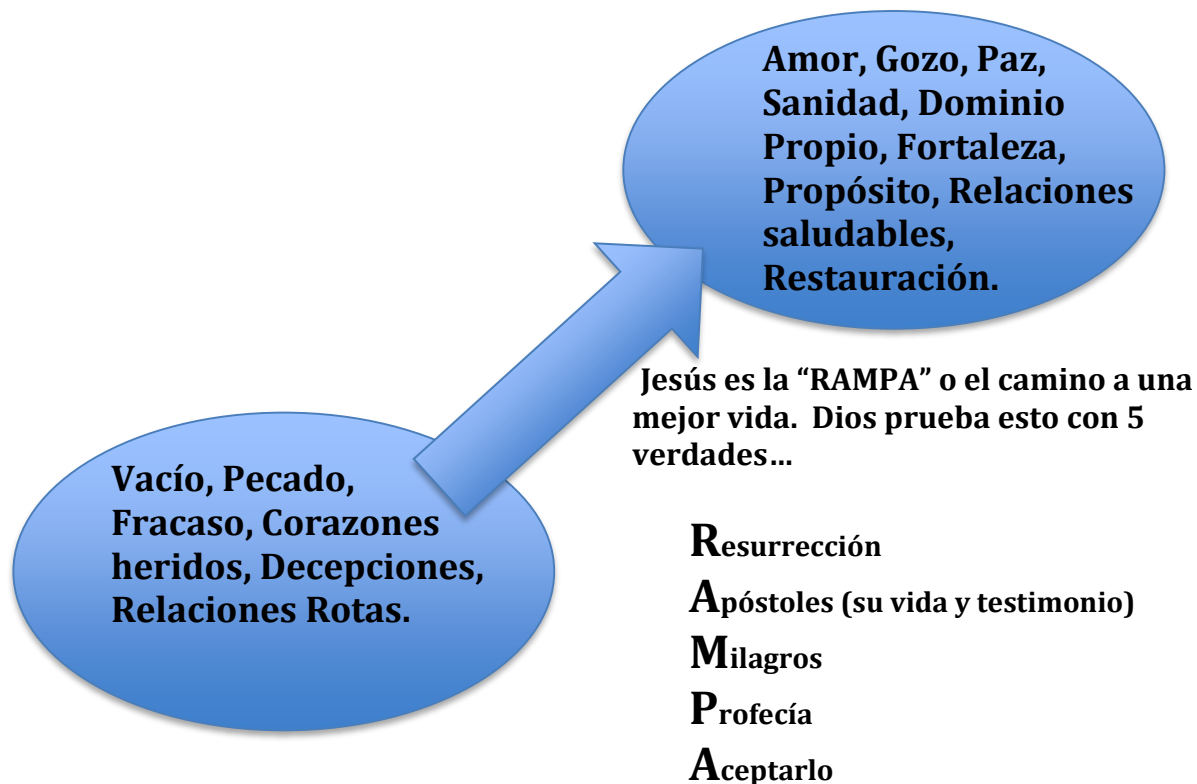 Amor, Gozo, Paz,
Sanidad, Dominio
Propio, Fortaleza,
Propósito, Relaciones
saludables,
Restauración.
Jesús es la “RAMPA” o el camino a una
mejor vida.  Dios prueba esto con 5
verdades…
Vacío, Pecado,
Fracaso, Corazones
heridos, Decepciones,
Relaciones Rotas.
Resurrección
Apóstoles (su vida y testimonio)
Milagros
Profecía
Aceptarlo